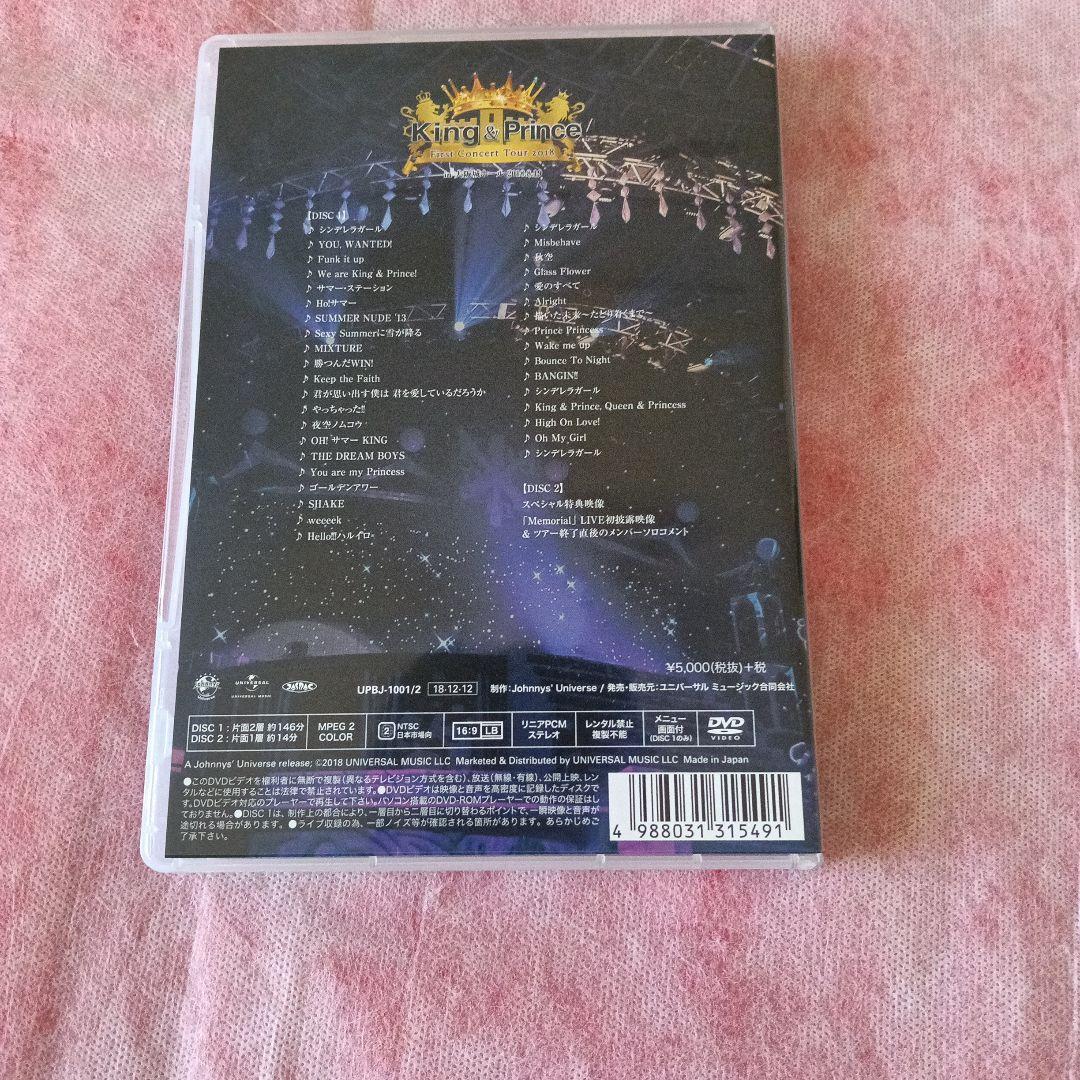 King & Prince
First Concert Tour 2018
in 大阪城ホール 2018.8.19
【DISC 1】
♪ シンデレラガール
♪ YOU, WANTED!
♪ Funk it up
♪ We are King & Prince!
♪ サマー・ステーション
♪ Ho!サマー
♪ SUMMER NUDE '13
♪ Sexy Summerに雪が降る
♪ MIXTURE
♪ 勝つんだWIN!
♪ Keep the Faith
♪ 君が思い出す僕は 君を愛しているだろうか
♪ やっちゃった!!
♪ 夜空ノムコウ
♪ OH! サマー KING
♪ THE DREAM BOYS
♪ You are my Princess
♪ ゴールデンアワー
♪ SHAKE
♪ weeeek
♪ Hello!!ハルイロ
♪ シンデレラガール
♪ Misbehave
♪ 秋空
♪ Glass Flower
♪ 愛のすべて
♪ Alright
♪ 描いた未来〜たどり着くまで〜
♪ Prince Princess
♪ Wake me up
♪ Bounce To Night
♪ BANGIN!!
♪ シンデレラガール
♪ King & Prince, Queen & Princess
♪ High On Love!
♪ Oh My Girl
♪ シンデレラガール
【DISC 2】
スペシャル特典映像
「Memorial」LIVE初披露映像
& ツアー終了直後のメンバーソロコメント
¥5,000(税抜)+税
UNIVERSAL MUSIC
JASRAC
UPBJ-1001/2 18・12・12 制作:Johnnys' Universe / 発売・販売元:ユニバーサル ミュージック合同会社
DISC 1 : 片面2層 約146分
DISC 2 : 片面1層 約14分
MPEG 2
COLOR
2 NTSC
日本市場向
16:9 LB
リニアPCM
ステレオ
レンタル禁止
複製不能
メニュー
画面付
(DISC 1のみ)
DVD
VIDEO
A Johnnys' Universe release; ©2018 UNIVERSAL MUSIC LLC Marketed & Distributed by UNIVERSAL MUSIC LLC Made in Japan
●このDVDビデオを権利者に無断で複製(異なるテレビジョン方式を含む)、放送(無線・有線)、公開上映、レン
タルなどに使用することは法律で禁止されています。●DVDビデオは映像と音声を高密度に記録したディスクで
す。DVDビデオ対応のプレーヤーで再生して下さい。パソコン搭載のDVD-ROMプレーヤーでの動作の保証はし
ておりません。●DISC 1は、制作上の都合により、一層目から二層目に切り替わるポイントで、一瞬映像と音声が
途切れる場合があります。●ライブ収録の為、一部ノイズ等が確認される箇所があります。あらかじめご
了承下さい。
4 988031 315491